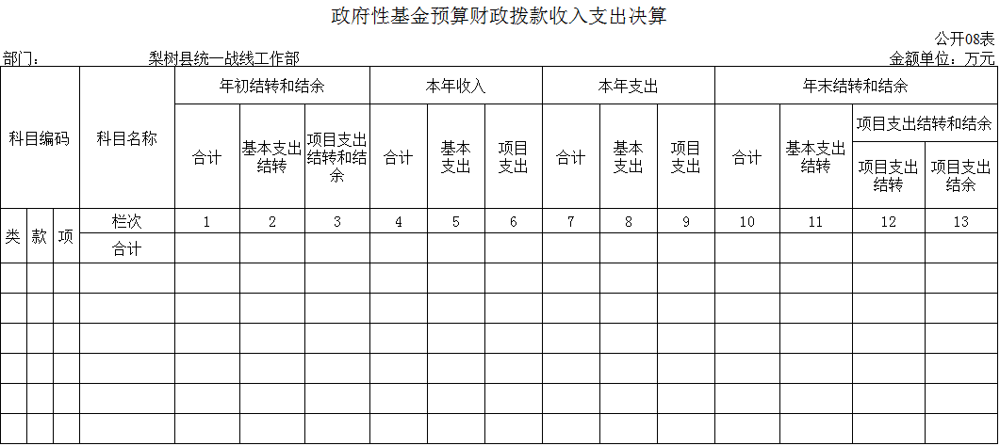 政府性基金预算财政拨款收入支出决算
公开08表
部门： 梨树县统一战线工作部 金额单位：万元
科目编码 科目名称 年初结转和结余 本年收入 本年支出 年末结转和结余
合计 基本支出结转 项目支出结转和结余 合计 基本支出 项目支出 合计 基本支出 项目支出 合计 基本支出结转 项目支出结转和结余
项目支出结转 项目支出结余
类 款 项 栏次 1 2 3 4 5 6 7 8 9 10 11 12 13
合计